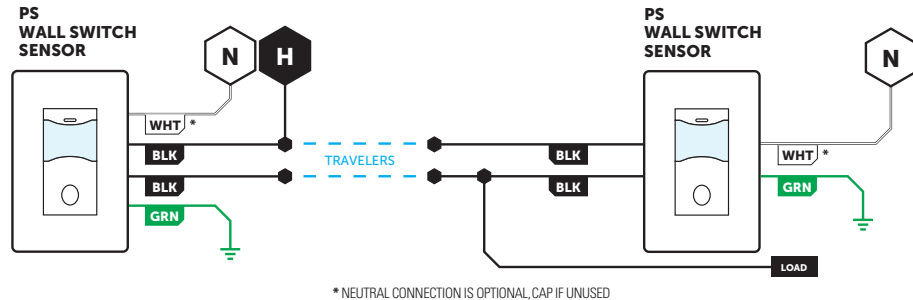 PS
WALL SWITCH
SENSOR
N
H
WHT *
BLK
BLK
GRN
TRAVELERS
PS
WALL SWITCH
SENSOR
N
BLK
BLK
WHT *
GRN
LOAD
* NEUTRAL CONNECTION IS OPTIONAL, CAP IF UNUSED